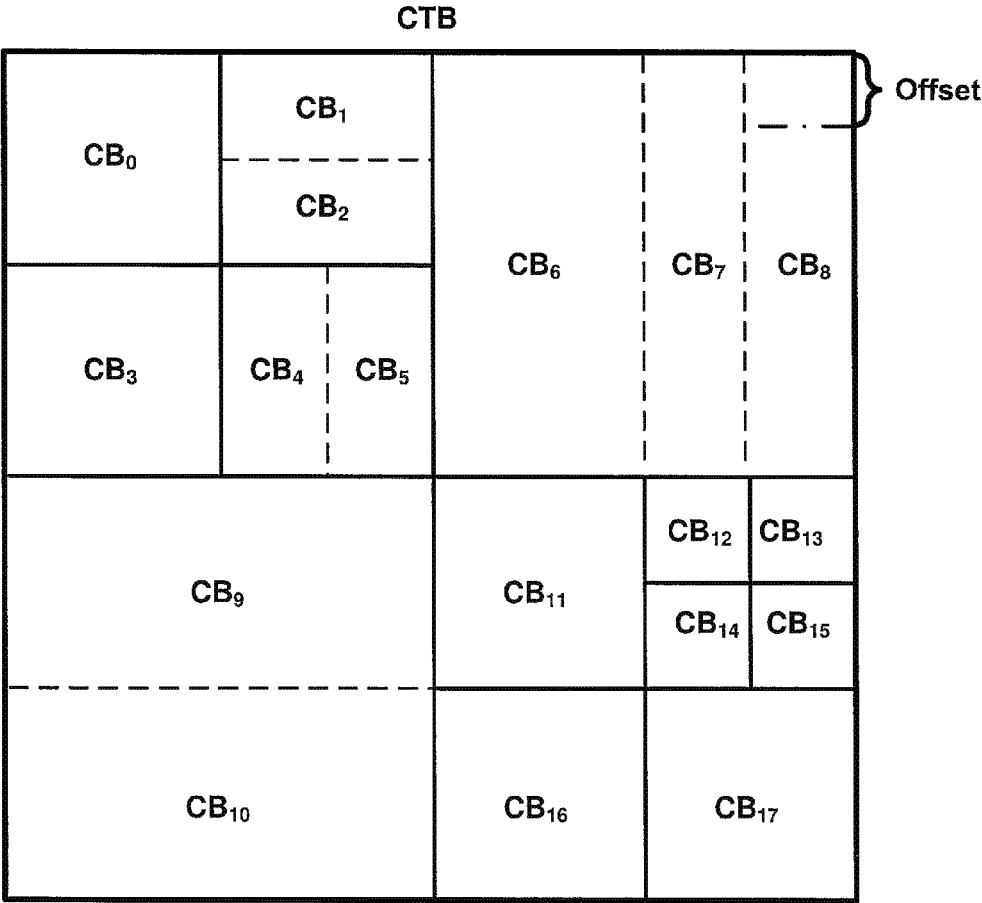 CTB
Offset
CB₀
CB₁
CB₂
CB₃
CB₄
CB₅
CB₆
CB₇
CB₈
CB₉
CB₁₀
CB₁₁
CB₁₂
CB₁₃
CB₁₄
CB₁₅
CB₁₆
CB₁₇